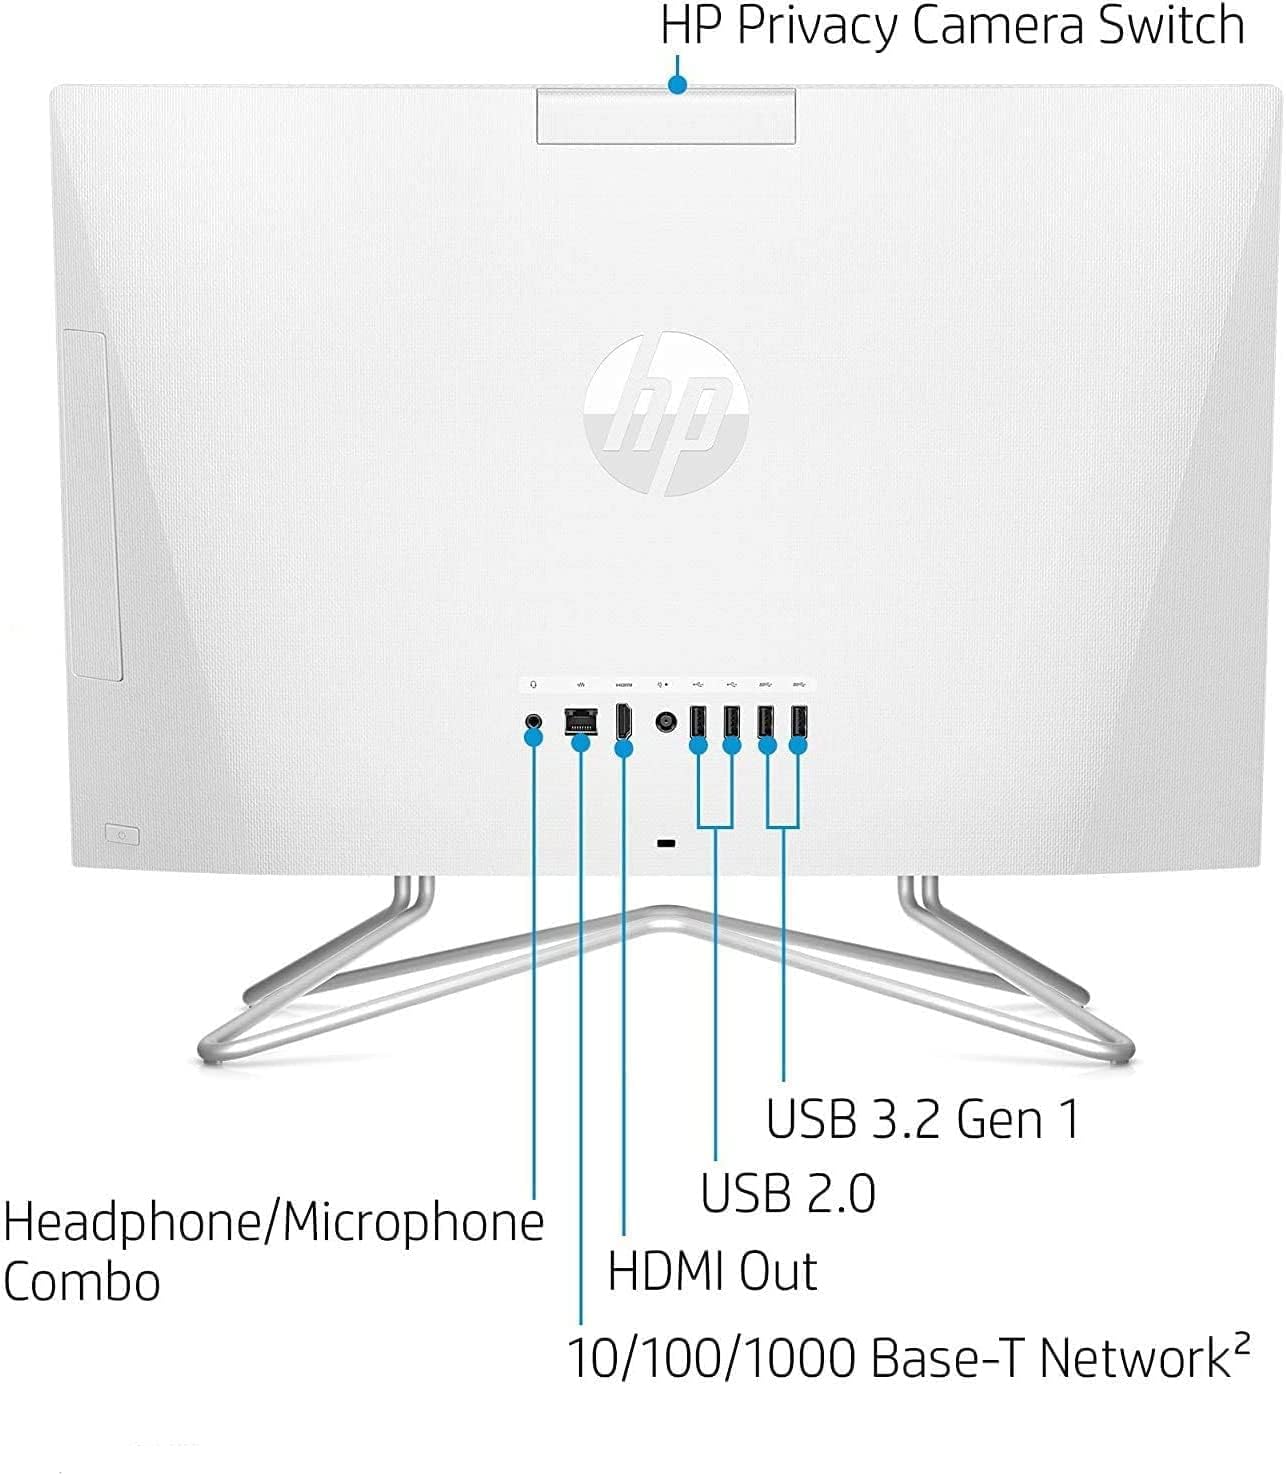 HP Privacy Camera Switch
hp
HDMI
USB 3.2 Gen 1
USB 2.0
Headphone/Microphone
Combo
HDMI Out
10/100/1000 Base-T Network²